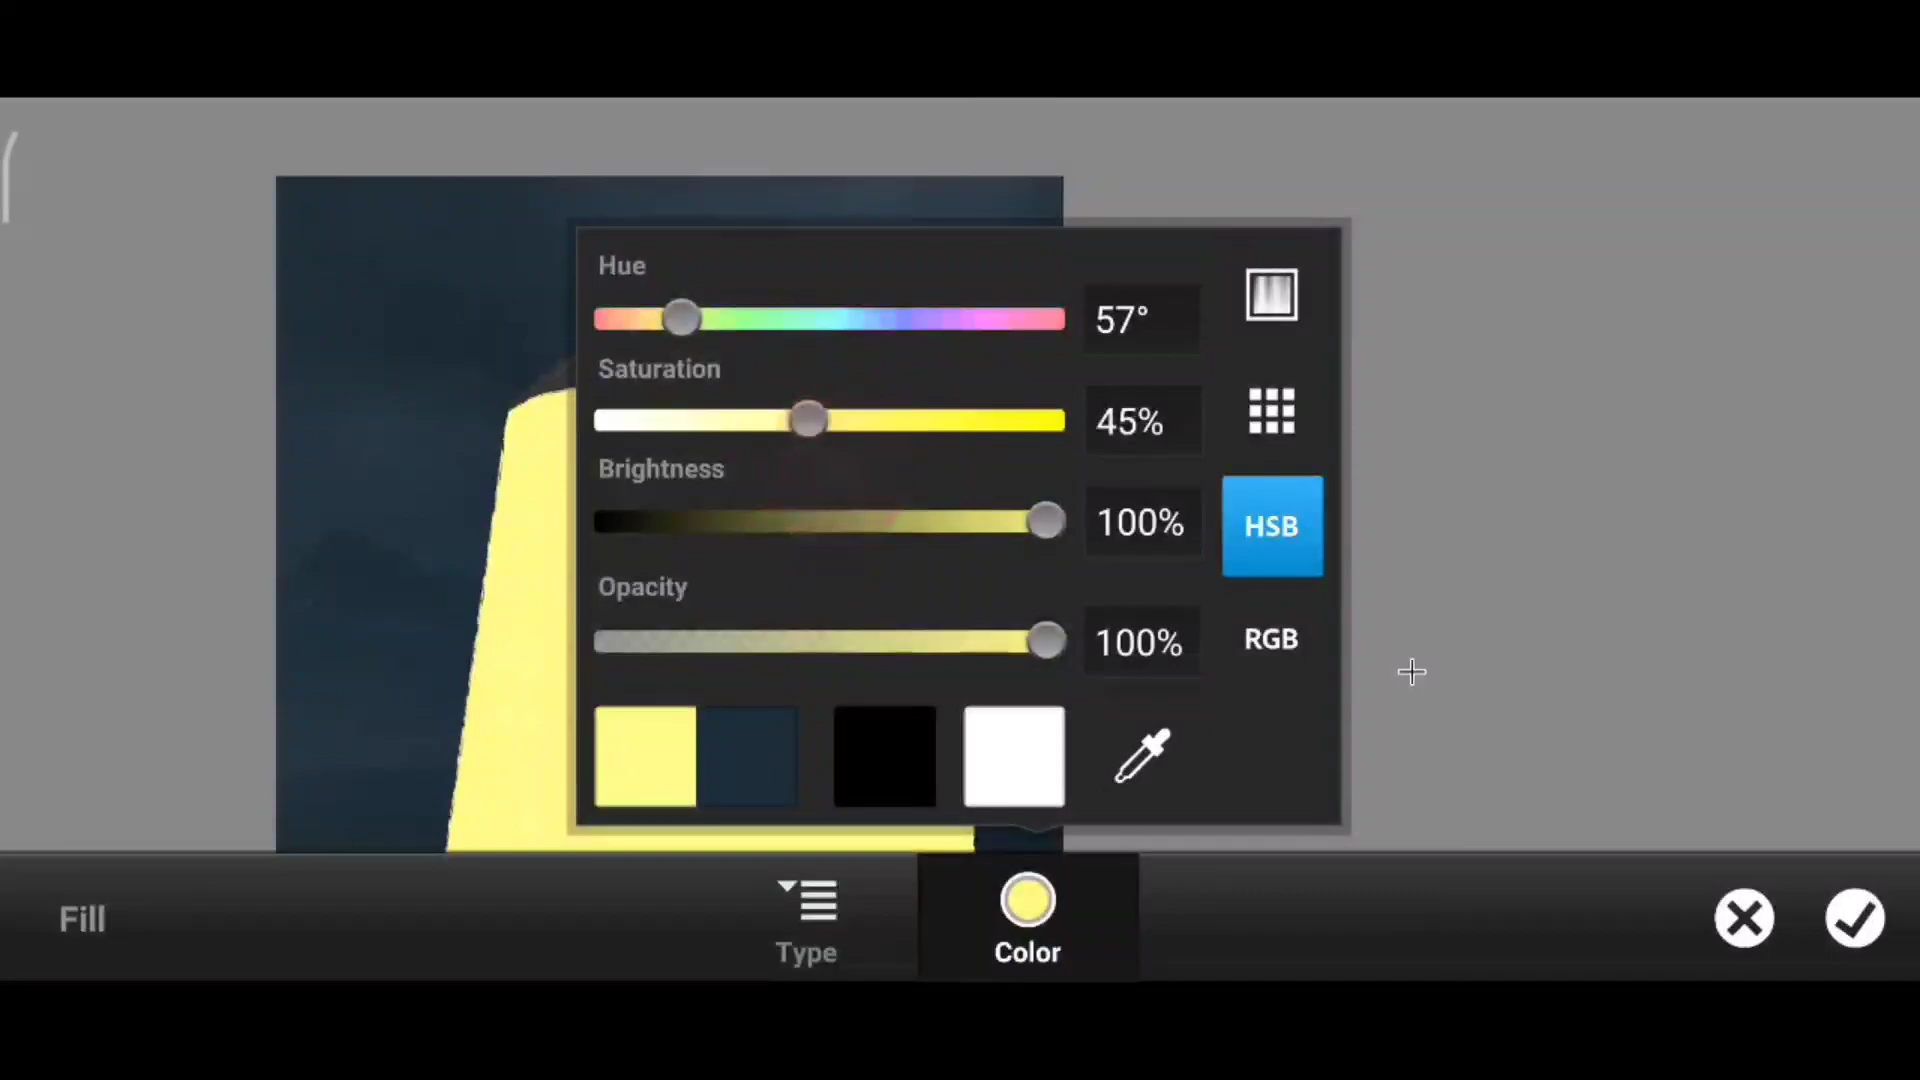 Hue
57°
Saturation
45%
Brightness
100%
HSB
Opacity
100%
RGB
Fill
Type
Color